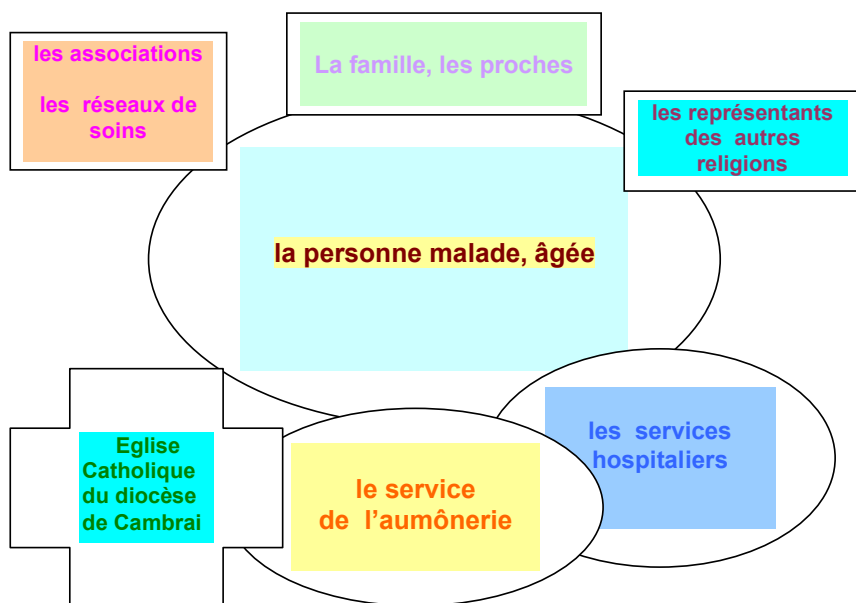 les associations
les réseaux de
soins
La famille, les proches
les représentants
des autres
religions
la personne malade, âgée
Eglise
Catholique
du diocèse
de Cambrai
le service
de l’aumônerie
les services
hospitaliers